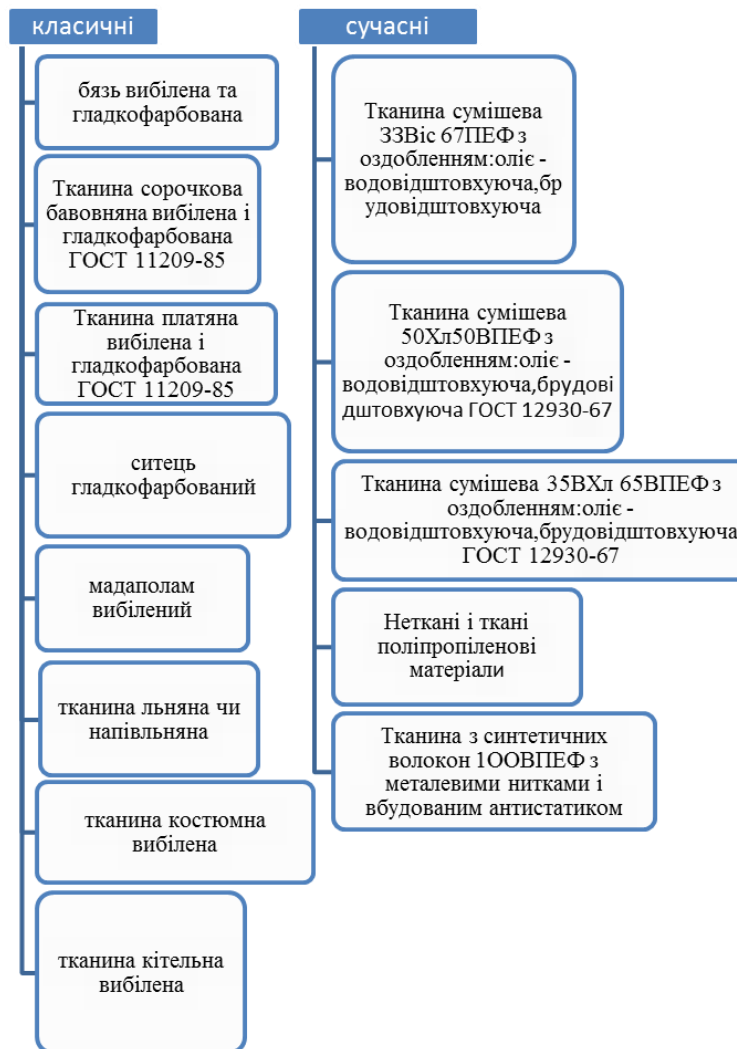 класичні
бязь вибілена та
гладкофарбована
Тканина сорочкова
бавовняна вибілена і
гладкофарбована
ГОСТ 11209-85
Тканина платяна
вибілена і
гладкофарбована
ГОСТ 11209-85
ситець
гладкофарбований
мадаполам
вибілений
тканина льняна чи
напівльняна
тканина костюмна
вибілена
тканина кітельна
вибілена
сучасні
Тканина сумішева
33Віс 67ПЕФ з
оздобленням:оліє -
водовідштовхуюча,бр
удовідштовхуюча
Тканина сумішева
50Хл50ВПЕФ з
оздобленням:оліє -
водовідштовхуюча,брудові
дштовхуюча ГОСТ 12930-67
Тканина сумішева 35ВХл 65ВПЕФ з
оздобленням:оліє -
водовідштовхуюча,брудовідштовхуюча
ГОСТ 12930-67
Неткані і ткані
поліпропіленові
матеріали
Тканина з синтетичних
волокон 1ООВПЕФ з
металевими нитками і
вбудованим антистатиком